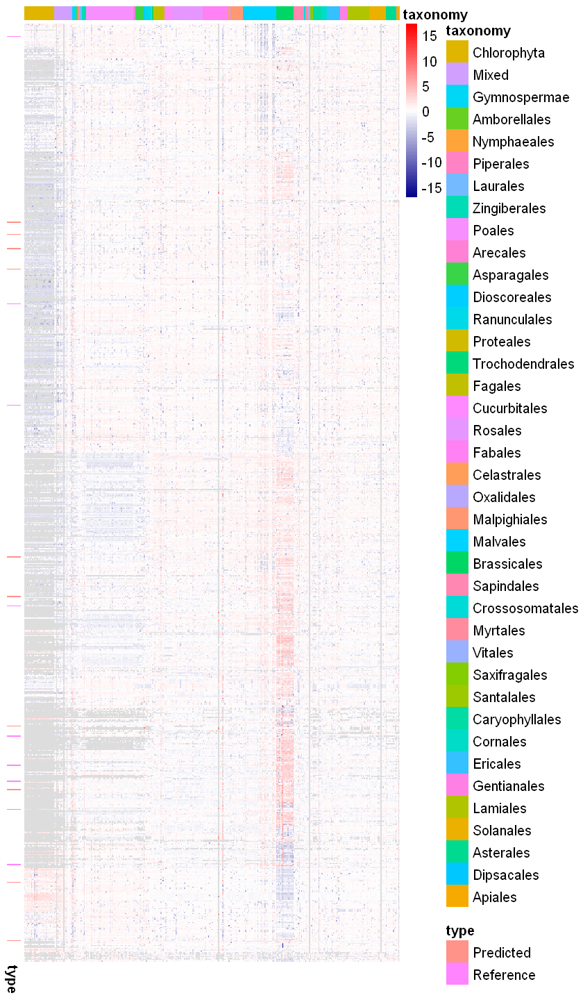 taxonomy
taxonomy
15
10
5
0
-5
-10
-15
Chlorophyta
Mixed
Gymnospermae
Amborellales
Nymphaeales
Piperales
Laurales
Zingiberales
Poales
Arecales
Asparagales
Dioscoreales
Ranunculales
Proteales
Trochodendrales
Fagales
Cucurbitales
Rosales
Fabales
Celastrales
Oxalidales
Malpighiales
Malvales
Brassicales
Sapindales
Crossosomatales
Myrtales
Vitales
Saxifragales
Santalales
Caryophyllales
Cornales
Ericales
Gentianales
Lamiales
Solanales
Asterales
Dipsacales
Apiales
type
Predicted
Reference
type